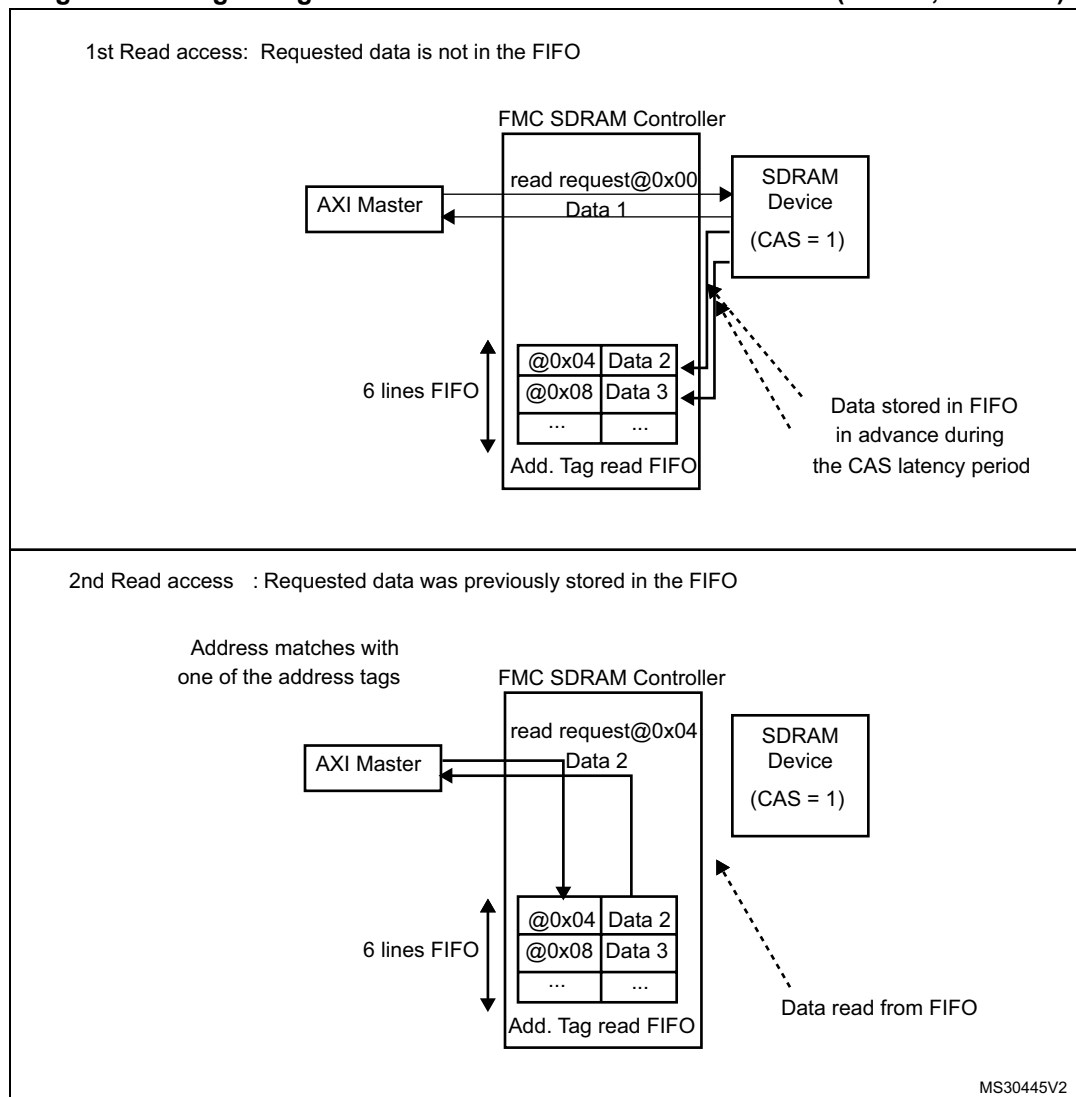 1st Read access: Requested data is not in the FIFO
FMC SDRAM Controller
read request@0x00
Data 1
AXI Master
SDRAM
Device
(CAS = 1)
6 lines FIFO
@0x04 Data 2
@0x08 Data 3
... ...
Add. Tag read FIFO
Data stored in FIFO
in advance during
the CAS latency period
2nd Read access : Requested data was previously stored in the FIFO
Address matches with
one of the address tags
FMC SDRAM Controller
read request@0x04
Data 2
AXI Master
SDRAM
Device
(CAS = 1)
6 lines FIFO
@0x04 Data 2
@0x08 Data 3
... ...
Add. Tag read FIFO
Data read from FIFO
MS30445V2